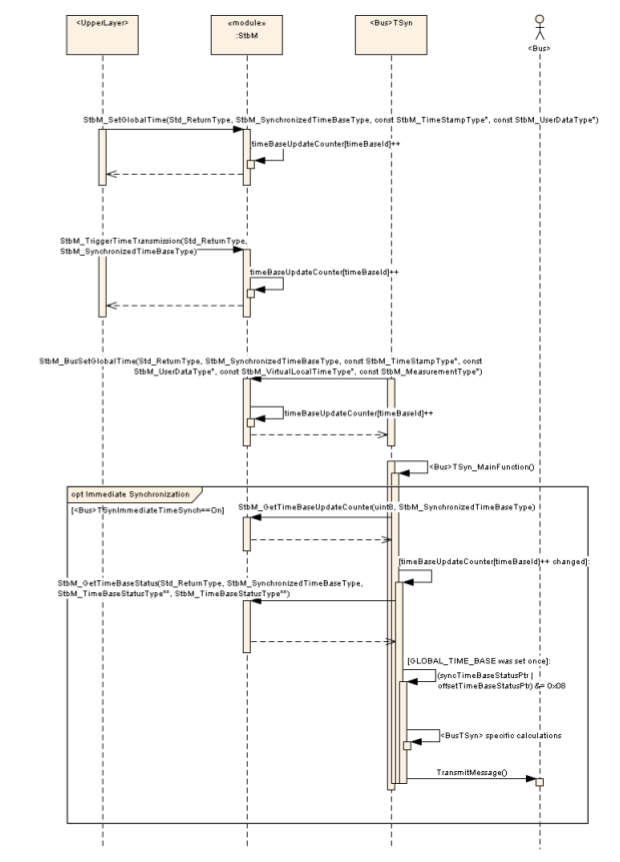 <UpperLayer>
«module»
:StbM
<Bus>TSyn
<Bus>
StbM_SetGlobalTime(Std_ReturnType, StbM_SynchronizedTimeBaseType, const StbM_TimeStampType*, const StbM_UserDataType*)
timeBaseUpdateCounter[timeBaseId]++
StbM_TriggerTimeTransmission(Std_ReturnType,
StbM_SynchronizedTimeBaseType)
timeBaseUpdateCounter[timeBaseId]++
StbM_BusSetGlobalTime(Std_ReturnType, StbM_SynchronizedTimeBaseType, const StbM_TimeStampType*, const
StbM_UserDataType*, const StbM_VirtualLocalTimeType*, const StbM_MeasurementType*)
timeBaseUpdateCounter[timeBaseId]++
<Bus>TSyn_MainFunction()
opt Immediate Synchronization
[<Bus>TSynImmediateTimeSynch==On]
StbM_GetTimeBaseUpdateCounter(uint8, StbM_SynchronizedTimeBaseType)
[timeBaseUpdateCounter[timeBaseId]++ changed]:
StbM_GetTimeBaseStatus(Std_ReturnType, StbM_SynchronizedTimeBaseType,
StbM_TimeBaseStatusType**, StbM_TimeBaseStatusType**)
[GLOBAL_TIME_BASE was set once]:
(syncTimeBaseStatusPtr |
offsetTimeBaseStatusPtr) &= 0x08
<BusTSyn> specific calculations
TransmitMessage()